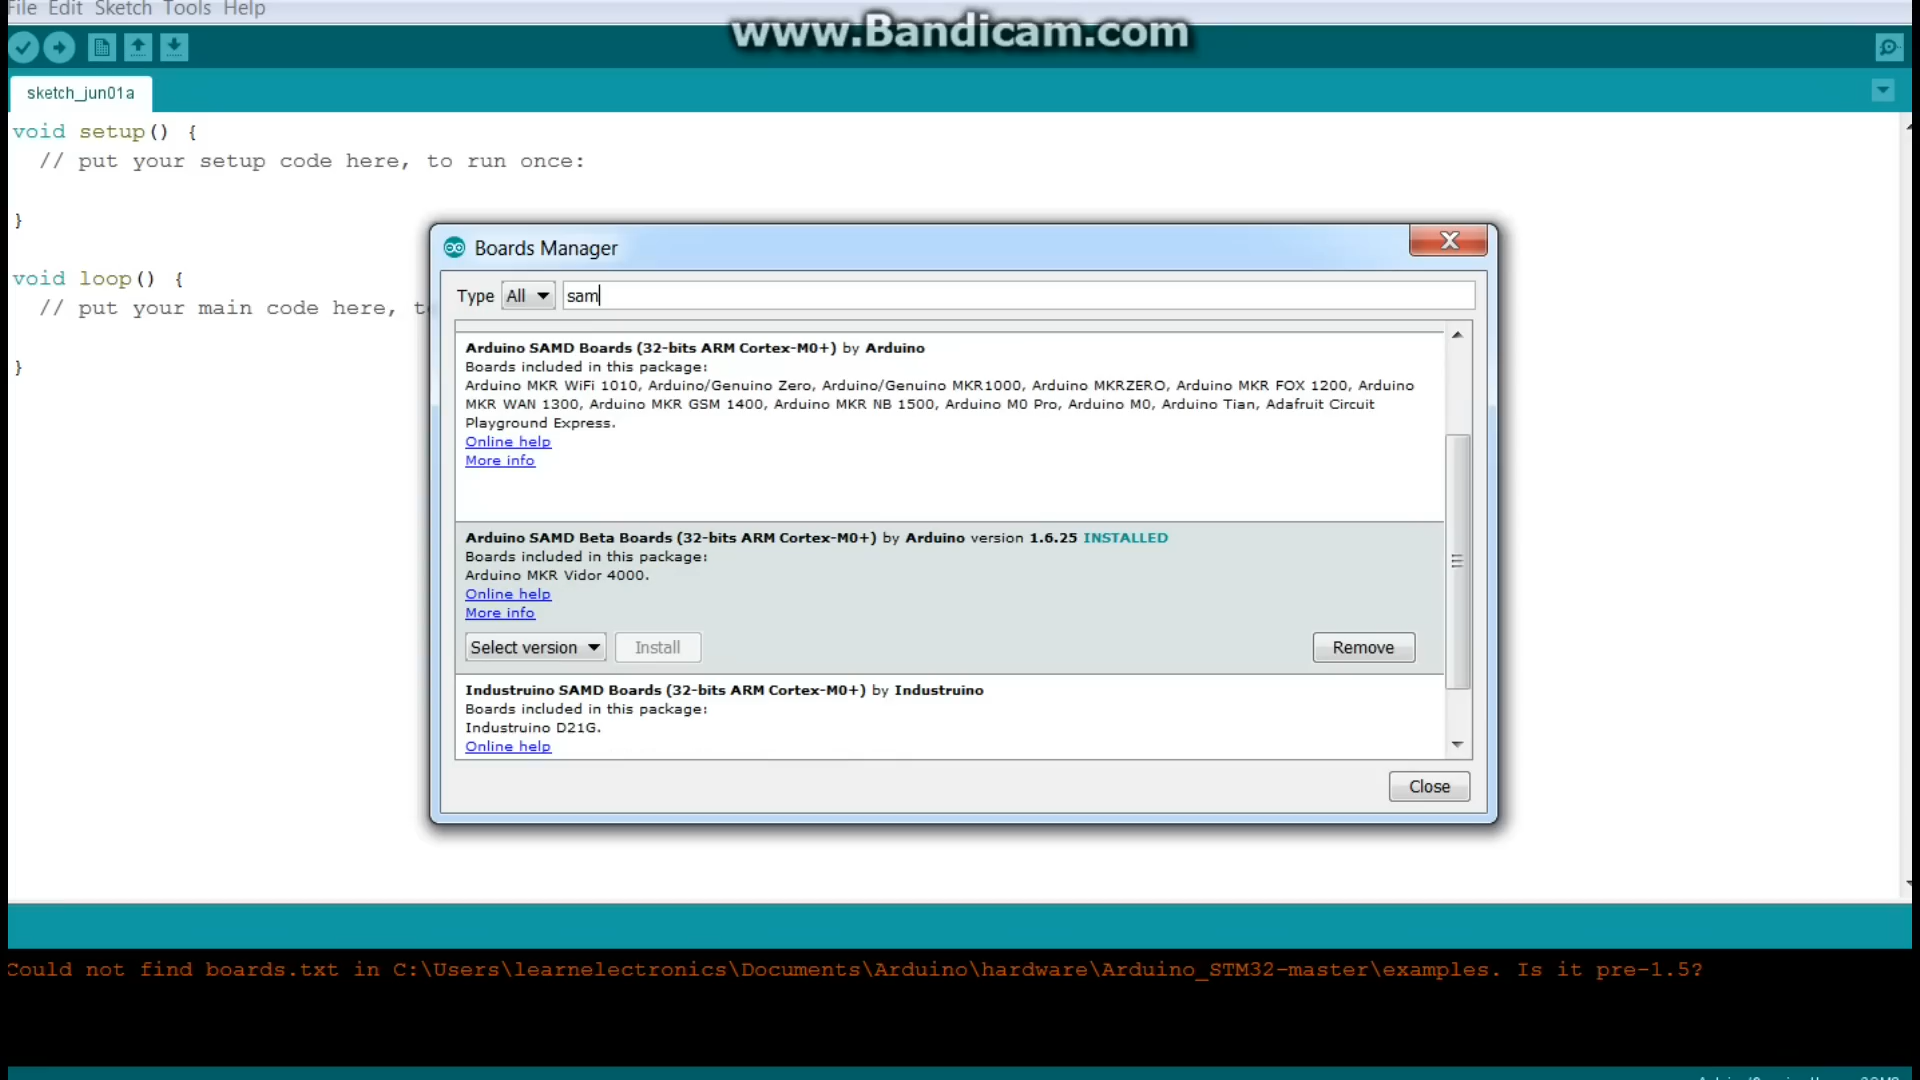 File Edit Sketch Tools Help
www.Bandicam.com
sketch_jun01a
void setup() {
// put your setup code here, to run once:
}
void loop() {
// put your main code here,
}
Boards Manager
Type All sam
Arduino SAMD Boards (32-bits ARM Cortex-M0+) by Arduino
Boards included in this package:
Arduino MKR WiFi 1010, Arduino/Genuino Zero, Arduino/Genuino MKR1000, Arduino MKRZERO, Arduino MKR FOX 1200, Arduino
MKR WAN 1300, Arduino MKR GSM 1400, Arduino MKR NB 1500, Arduino M0 Pro, Arduino M0, Arduino Tian, Adafruit Circuit
Playground Express.
Online help
More info
Arduino SAMD Beta Boards (32-bits ARM Cortex-M0+) by Arduino version 1.6.25 INSTALLED
Boards included in this package:
Arduino MKR Vidor 4000.
Online help
More info
Select version Install Remove
Industruino SAMD Boards (32-bits ARM Cortex-M0+) by Industruino
Boards included in this package:
Industruino D21G.
Online help
Close
Could not find boards.txt in C:\Users\learnelectronics\Documents\Arduino\hardware\Arduino_STM32-master\examples. Is it pre-1.5?